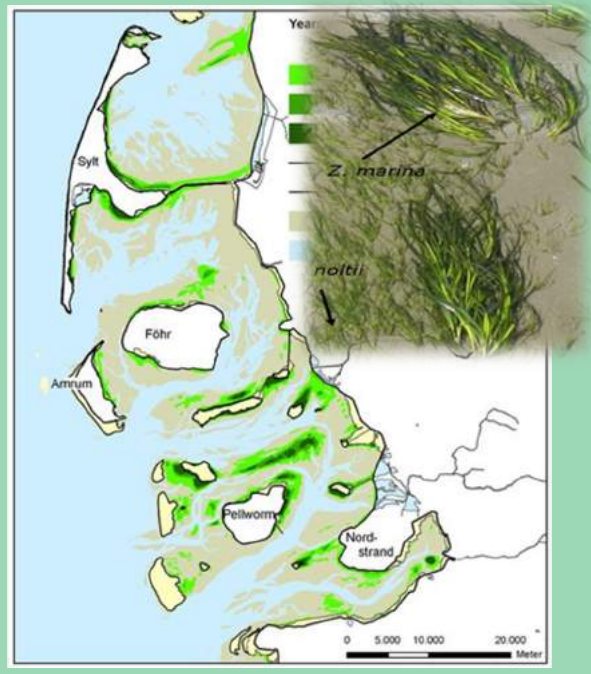 Year
Z. marina
Sylt
noltii
Föhr
Amrum
Pellworm
Nord-
strand
0 5.000 10.000 20.000
Meter